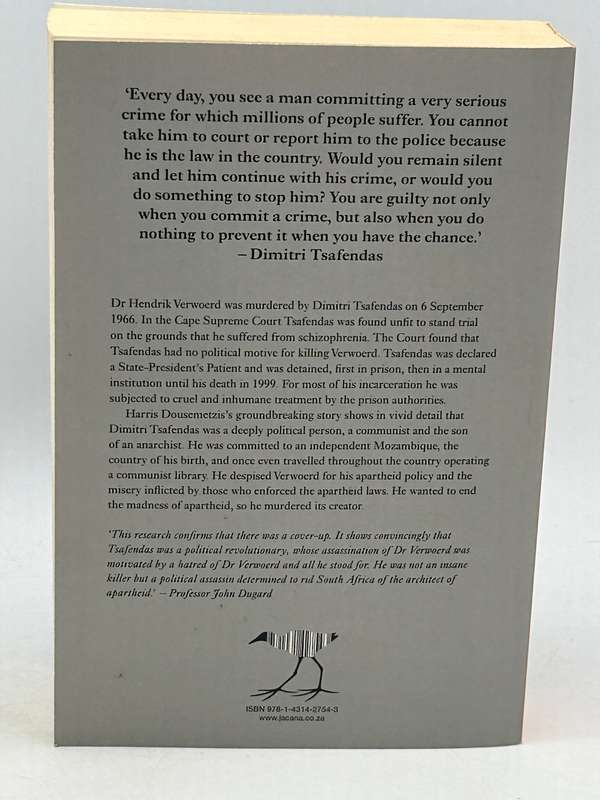 ‘Every day, you see a man committing a very serious
crime for which millions of people suffer. You cannot
take him to court or report him to the police because
he is the law in the country. Would you remain silent
and let him continue with his crime, or would you
do something to stop him? You are guilty not only
when you commit a crime, but also when you do
nothing to prevent it when you have the chance.’
– Dimitri Tsafendas
Dr Hendrik Verwoerd was murdered by Dimitri Tsafendas on 6 September
1966. In the Cape Supreme Court Tsafendas was found unfit to stand trial
on the grounds that he suffered from schizophrenia. The Court found that
Tsafendas had no political motive for killing Verwoerd. Tsafendas was declared
a State-President’s Patient and was detained, first in prison, then in a mental
institution until his death in 1999. For most of his incarceration he was
subjected to cruel and inhumane treatment by the prison authorities.
Harris Dousemetzis’s groundbreaking story shows in vivid detail that
Dimitri Tsafendas was a deeply political person, a communist and the son
of an anarchist. He was committed to an independent Mozambique, the
country of his birth, and once even travelled throughout the country operating
a communist library. He despised Verwoerd for his apartheid policy and the
misery inflicted by those who enforced the apartheid laws. He wanted to end
the madness of apartheid, so he murdered its creator.
‘This research confirms that there was a cover-up. It shows convincingly that
Tsafendas was a political revolutionary, whose assassination of Dr Verwoerd was
motivated by a hatred of Dr Verwoerd and all he stood for. He was not an insane
killer but a political assassin determined to rid South Africa of the architect of
apartheid.’ – Professor John Dugard
ISBN 978-1-4314-2754-3
www.jacana.co.za